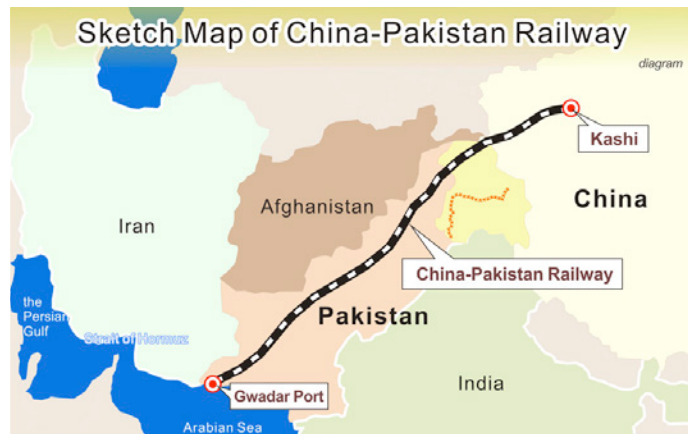 Sketch Map of China-Pakistan Railway
diagram
Kashi
China
Afghanistan
Iran
China-Pakistan Railway
the
Persian
Gulf
Pakistan
Strait of Hormuz
India
Gwadar Port
Arabian Sea